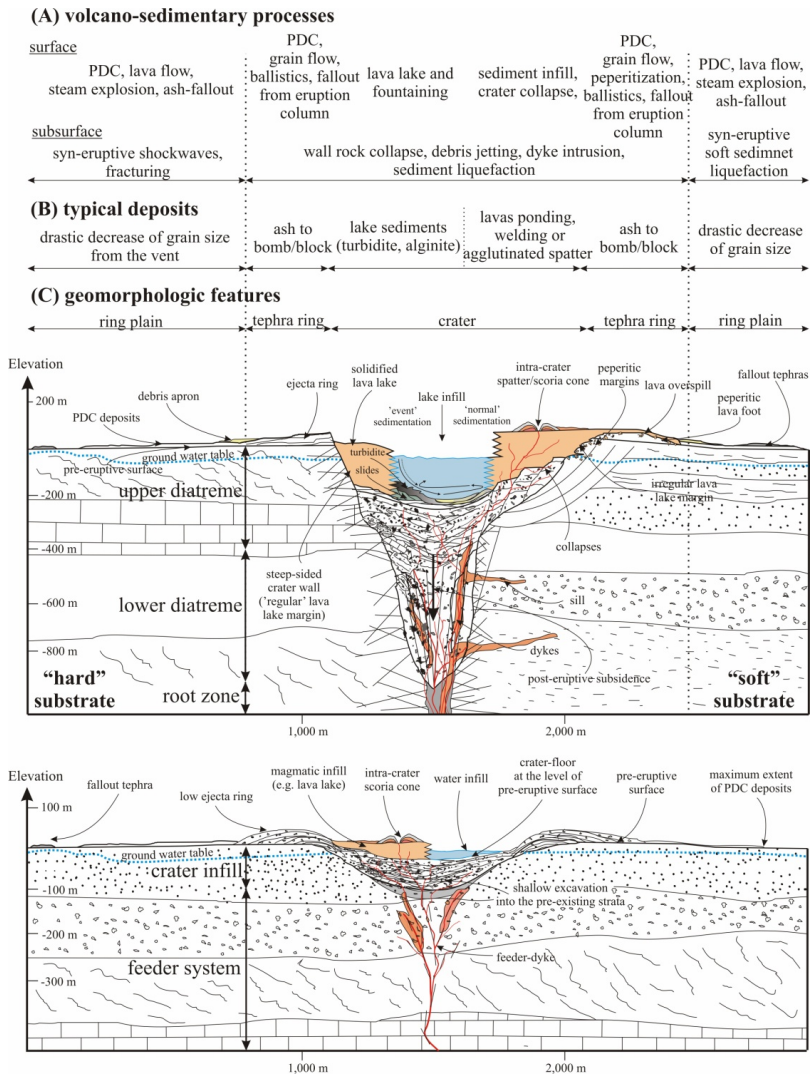 (A) volcano-sedimentary processes
surface
PDC, lava flow,
steam explosion, ash-fallout
PDC,
grain flow,
ballistics, fallout
from eruption
column
lava lake and
fountaining
sediment infill,
crater collapse,
PDC,
grain flow,
peperitization,
ballistics, fallout
from eruption
column
PDC, lava flow,
steam explosion,
ash-fallout
subsurface
syn-eruptive shockwaves,
fracturing
wall rock collapse, debris jetting, dyke intrusion,
sediment liquefaction
syn-eruptive
soft sedimnet
liquefaction
(B) typical deposits
drastic decrease of grain size
from the vent
ash to
bomb/block
lake sediments
(turbidite, alginite)
lavas ponding,
welding or
agglutinated spatter
ash to
bomb/block
drastic decrease
of grain size
(C) geomorphologic features
ring plain
tephra ring
crater
tephra ring
ring plain
Elevation
200 m
-200 m
-400 m
-600 m
-800 m
PDC deposits
debris apron
ejecta ring
solidified
lava lake
lake infill
'event'
sedimentation
'normal'
sedimentation
intra-crater
spatter/scoria cone
peperitic
margins
lava overspill
peperitic
lava foot
fallout tephras
ground water table
pre-eruptive surface
turbidite
slides
upper diatreme
irregular lava
lake margin
collapses
steep-sided
crater wall
('regular' lava
lake margin)
lower diatreme
sill
dykes
post-eruptive subsidence
"hard"
substrate
root zone
"soft"
substrate
1,000 m
2,000 m
Elevation
100 m
-100 m
-200 m
-300 m
fallout tephra
low ejecta ring
magmatic infill
(e.g. lava lake)
intra-crater
scoria cone
water infill
crater-floor
at the level of
pre-eruptive surface
pre-eruptive
surface
maximum extent
of PDC deposits
ground water table
crater infill
shallow excavation
into the pre-existing strata
feeder system
feeder-dyke
1,000 m
2,000 m